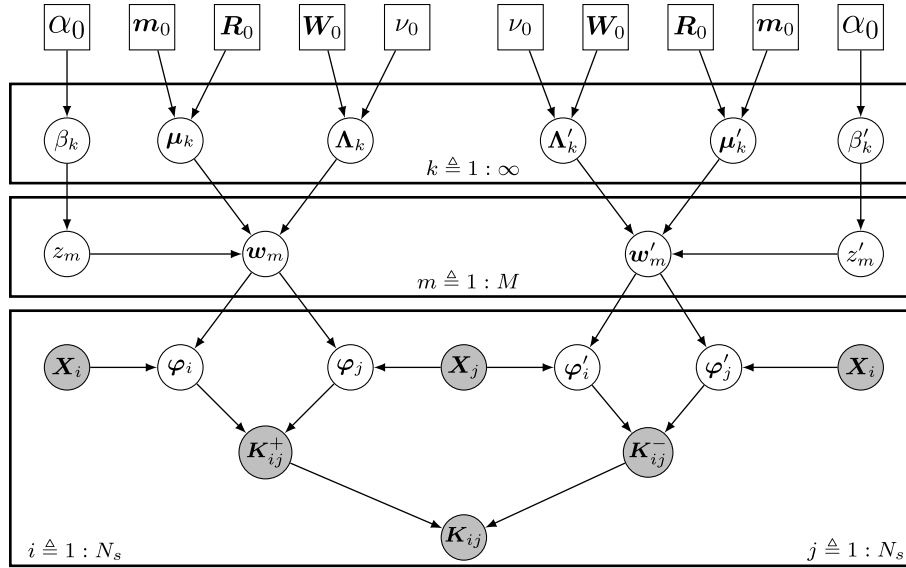 α₀ m₀ R₀ W₀ ν₀ ν₀ W₀ R₀ m₀ α₀
βₖ μₖ Λₖ Λ′ₖ μ′ₖ β′ₖ
k ≜ 1 : ∞
zₘ wₘ w′ₘ z′ₘ
m ≜ 1 : M
Xᵢ φᵢ φⱼ Xⱼ φ′ᵢ φ′ⱼ Xᵢ
K⁺ᵢⱼ K⁻ᵢⱼ
Kᵢⱼ
i ≜ 1 : Nₛ j ≜ 1 : Nₛ